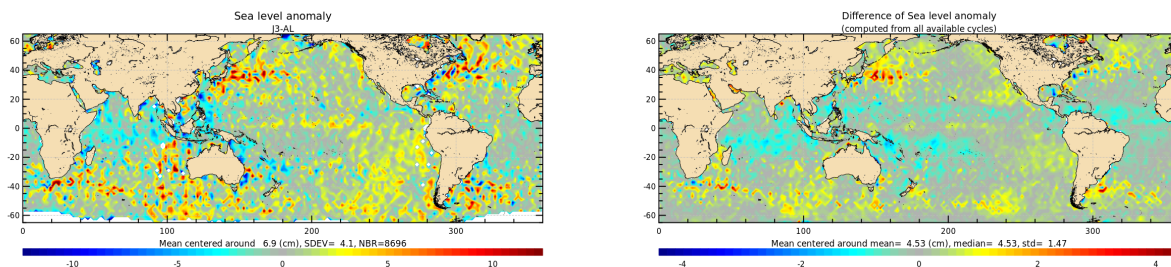 Sea level anomaly
J3-AL
60
40
20
0
-20
-40
-60
0 100 200 300
Mean centered around 6.9 (cm), SDEV= 4.1, NBR=8696
-10 -5 0 5 10
Difference of Sea level anomaly
(computed from all available cycles)
60
40
20
0
-20
-40
-60
0 100 200 300
Mean centered around mean= 4.53 (cm), median= 4.53, std= 1.47
-4 -2 0 2 4